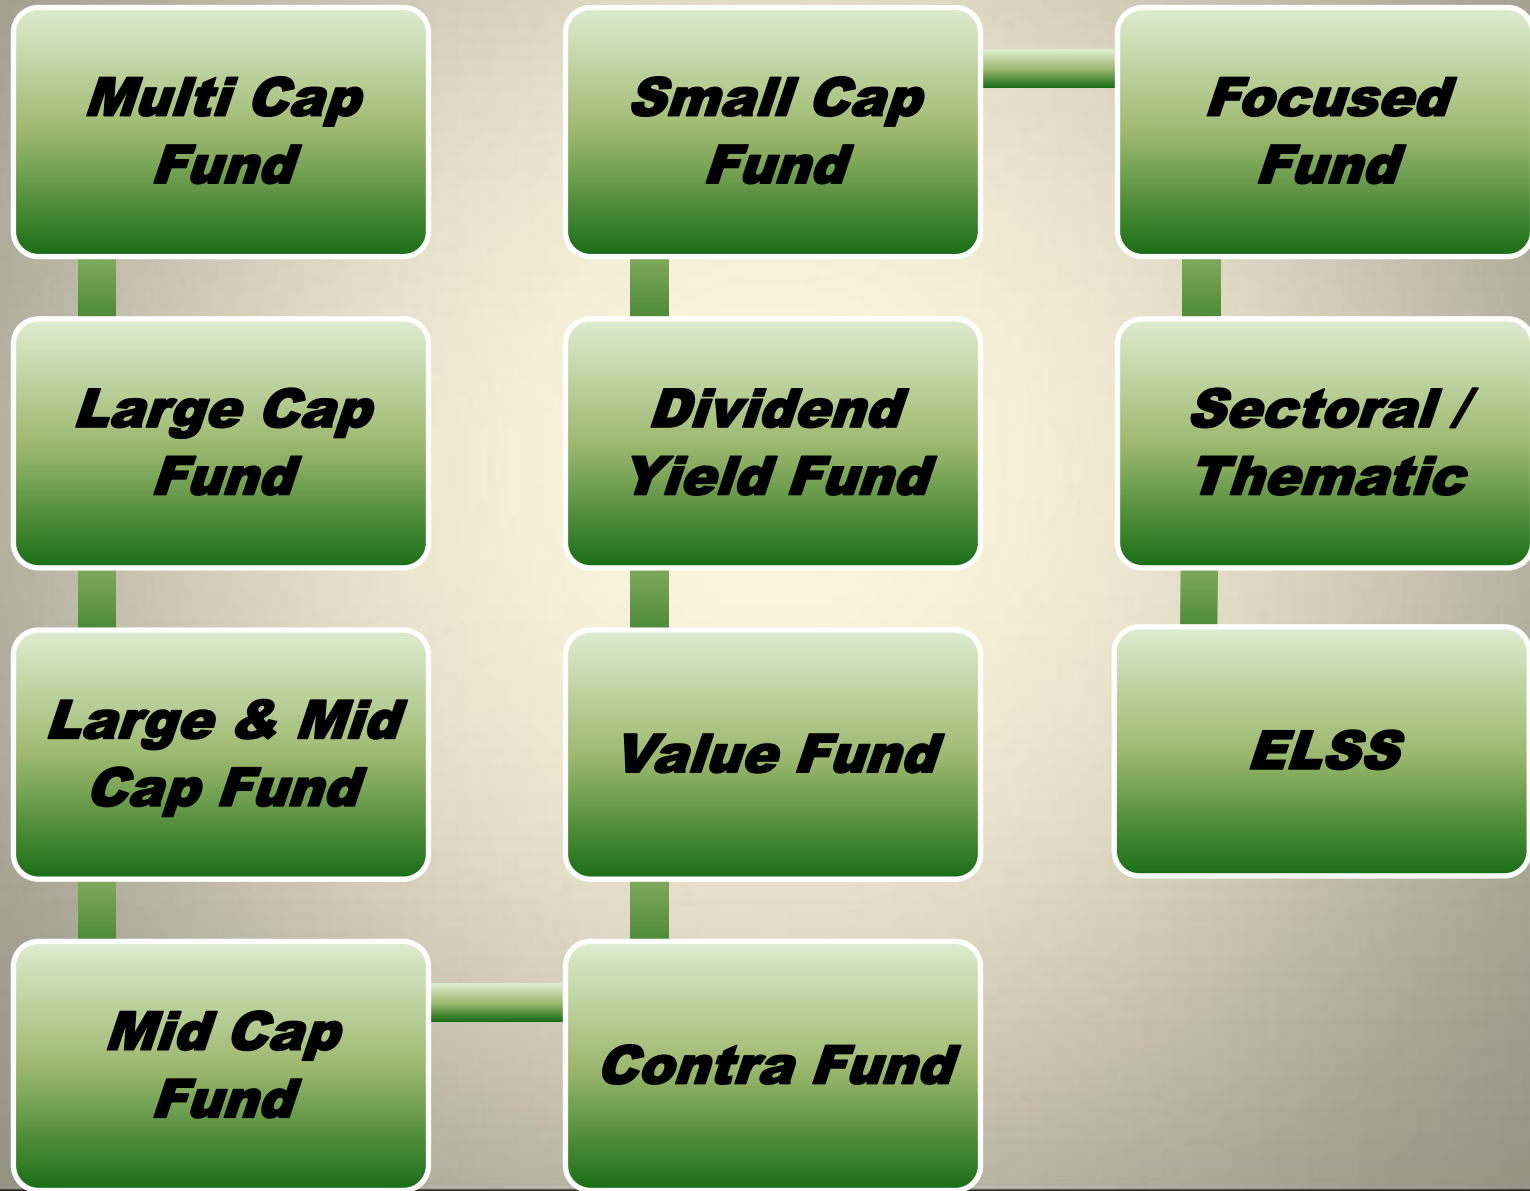 Multi Cap
Fund
Large Cap
Fund
Large & Mid
Cap Fund
Mid Cap
Fund
Contra Fund
Value Fund
Dividend
Yield Fund
Small Cap
Fund
Focused
Fund
Sectoral /
Thematic
ELSS